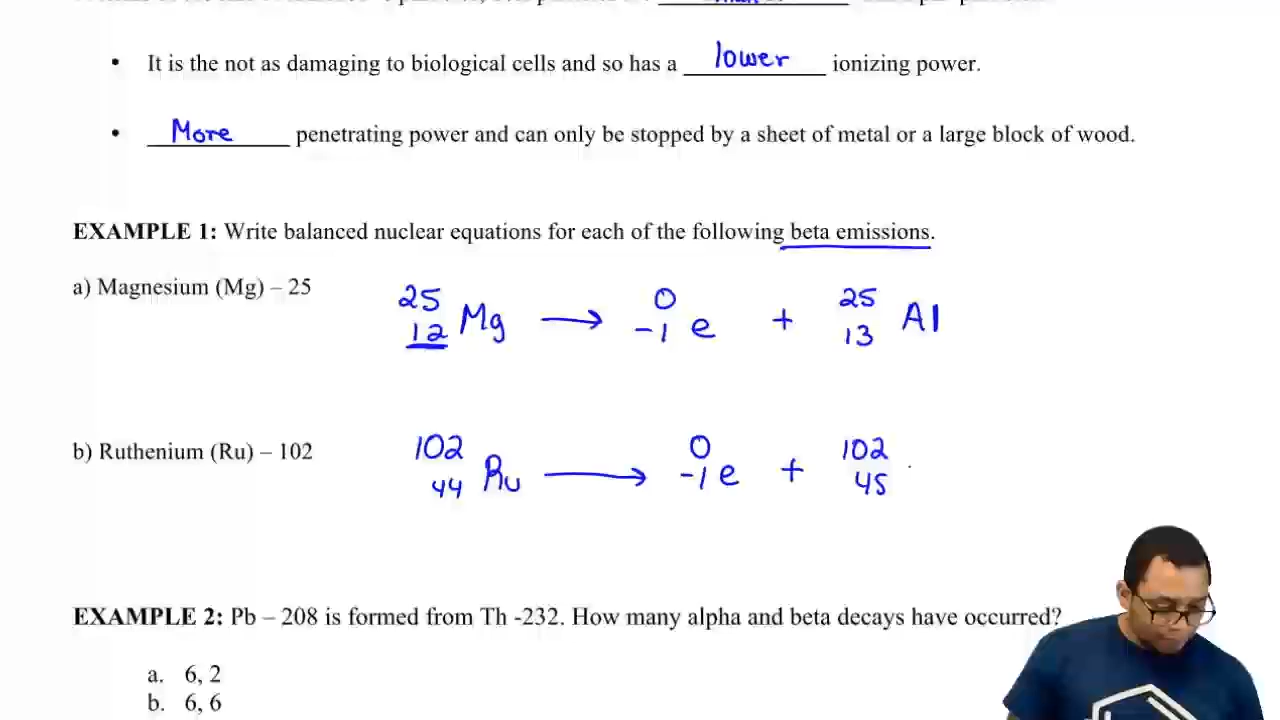 It is the not as damaging to biological cells and so has a lower ionizing power.
More penetrating power and can only be stopped by a sheet of metal or a large block of wood.
EXAMPLE 1: Write balanced nuclear equations for each of the following beta emissions.
a) Magnesium (Mg) – 25
25 0 25
12 Mg → -1 e + 13 Al
b) Ruthenium (Ru) – 102
102 0 102
44 Ru → -1 e + 45
EXAMPLE 2: Pb – 208 is formed from Th -232. How many alpha and beta decays have occurred?
a. 6, 2
b. 6, 6